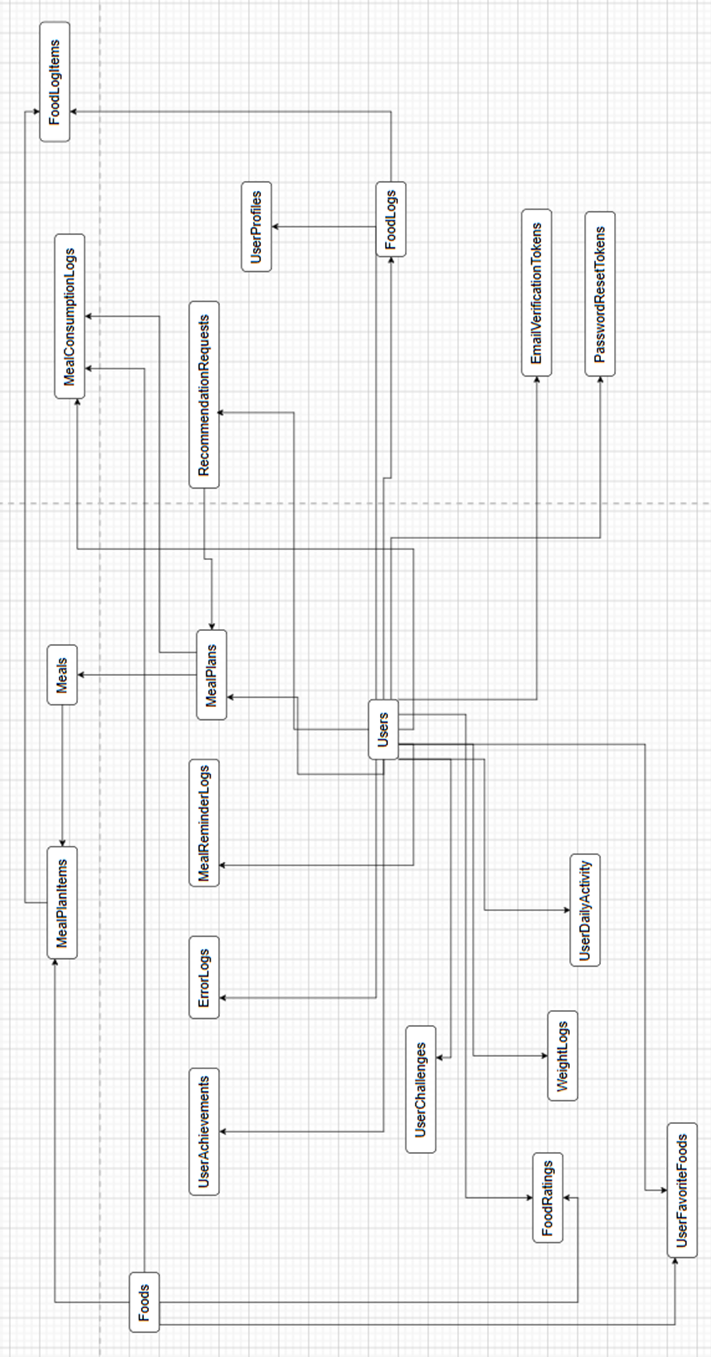 FoodLogItems
MealConsumptionLogs
Meals
MealPlanItems
Foods
UserProfiles
RecommendationRequests
MealPlans
MealReminderLogs
ErrorLogs
UserAchievements
FoodLogs
Users
UserChallenges
EmailVerificationTokens
PasswordResetTokens
UserDailyActivity
WeightLogs
FoodRatings
UserFavoriteFoods